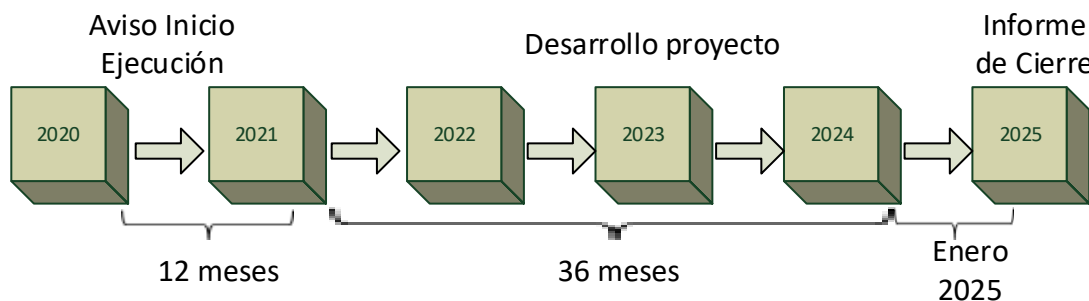 Aviso Inicio
Ejecución
Desarrollo proyecto
Informe
de Cierre
2020
2021
2022
2023
2024
2025
12 meses
36 meses
Enero
2025